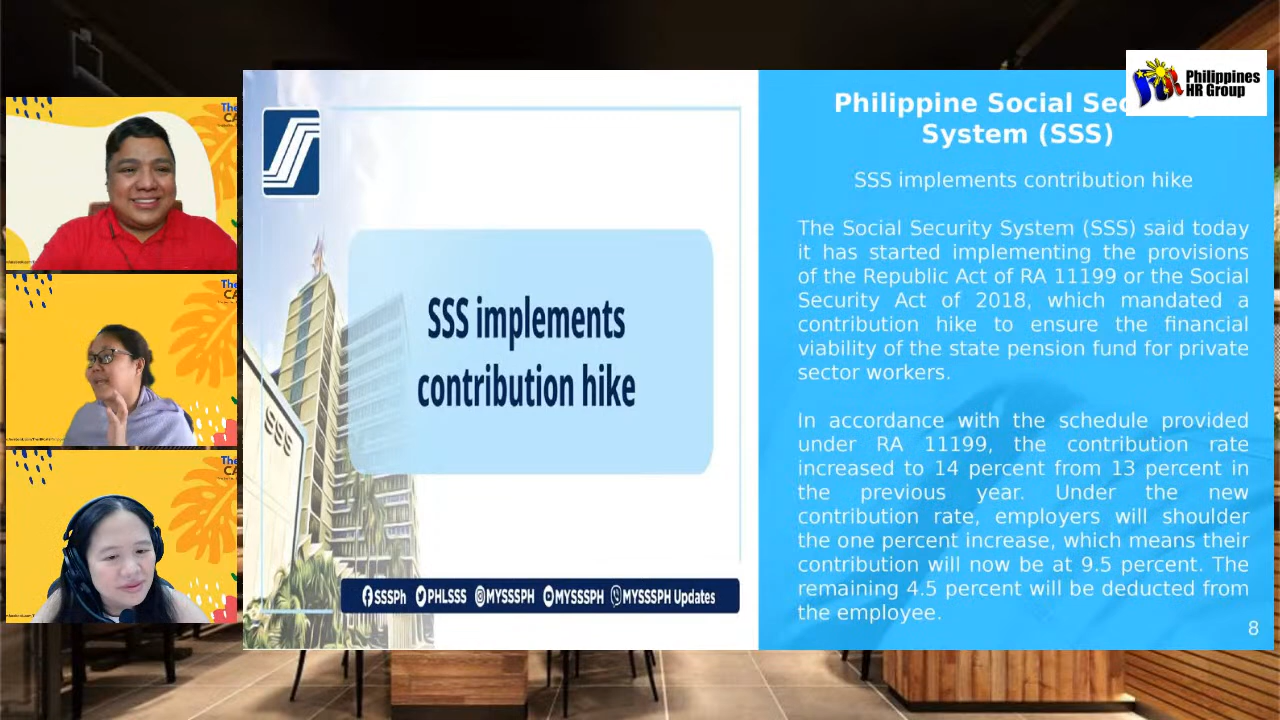 The
CA
The
CA
The
CA
SSS
SSS implements
contribution hike
SSSPh PHLSSS MYSSSPH MYSSSPH MYSSSPH Updates
Philippines
HR Group
Philippine Social Sec
System (SSS)
SSS implements contribution hike
The Social Security System (SSS) said today
it has started implementing the provisions
of the Republic Act of RA 11199 or the Social
Security Act of 2018, which mandated a
contribution hike to ensure the financial
viability of the state pension fund for private
sector workers.
In accordance with the schedule provided
under RA 11199, the contribution rate
increased to 14 percent from 13 percent in
the previous year. Under the new
contribution rate, employers will shoulder
the one percent increase, which means their
contribution will now be at 9.5 percent. The
remaining 4.5 percent will be deducted from
the employee.
8